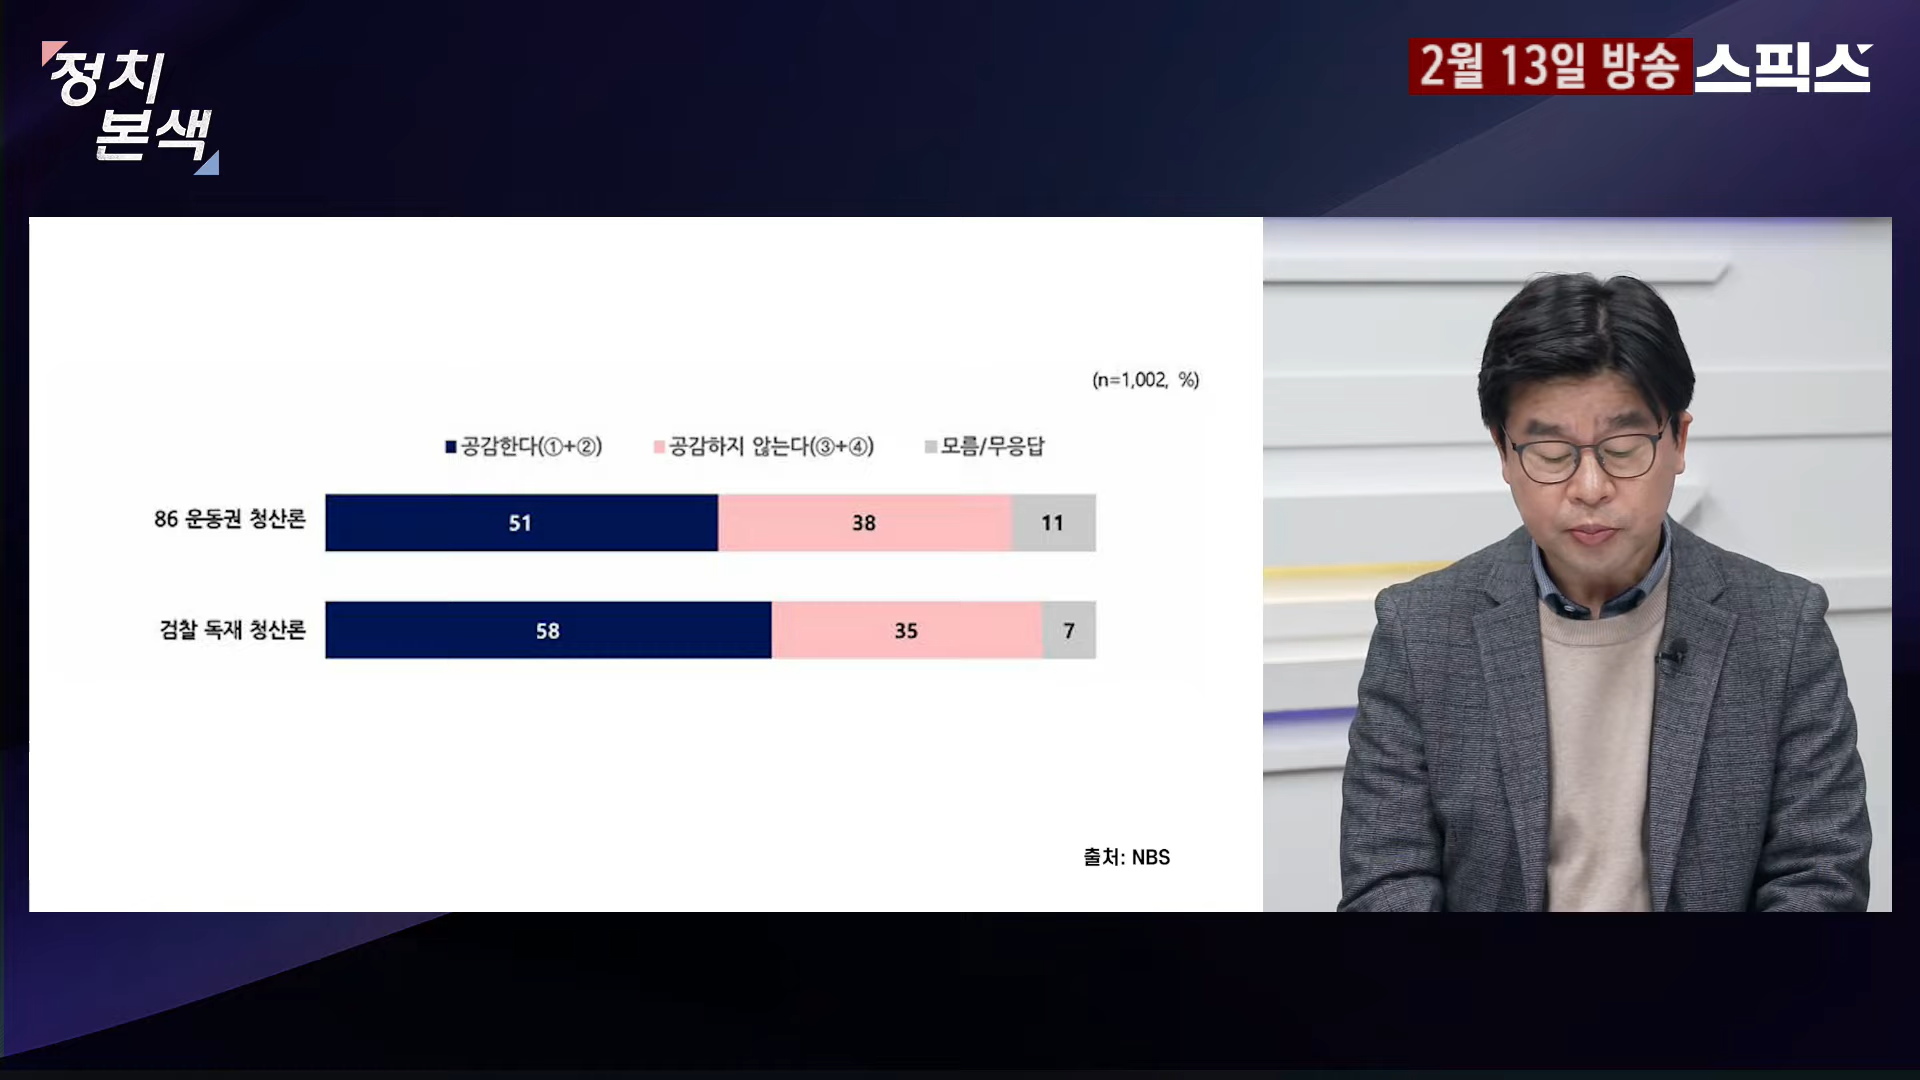 정치
본색
2월 13일 방송 스픽스
(n=1,002, %)
■공감한다(①+②) ■공감하지 않는다(③+④) ■모름/무응답
86 운동권 청산론 51 38 11
검찰 독재 청산론 58 35 7
출처: NBS